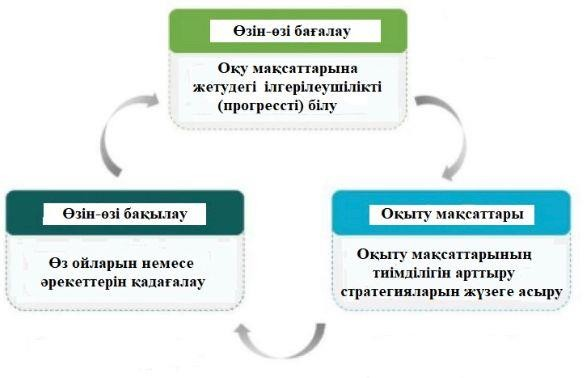 Өзін-өзі бағалау
Оқу мақсаттарына
жетудегі ілгерілеушілікті
(прогрессті) білу
Өзін-өзі бақылау
Өз ойларын немесе
әрекеттерін қадағалау
Оқыту мақсаттары
Оқыту мақсаттарының
тиімділігін арттыру
стратегияларын жүзеге асыру